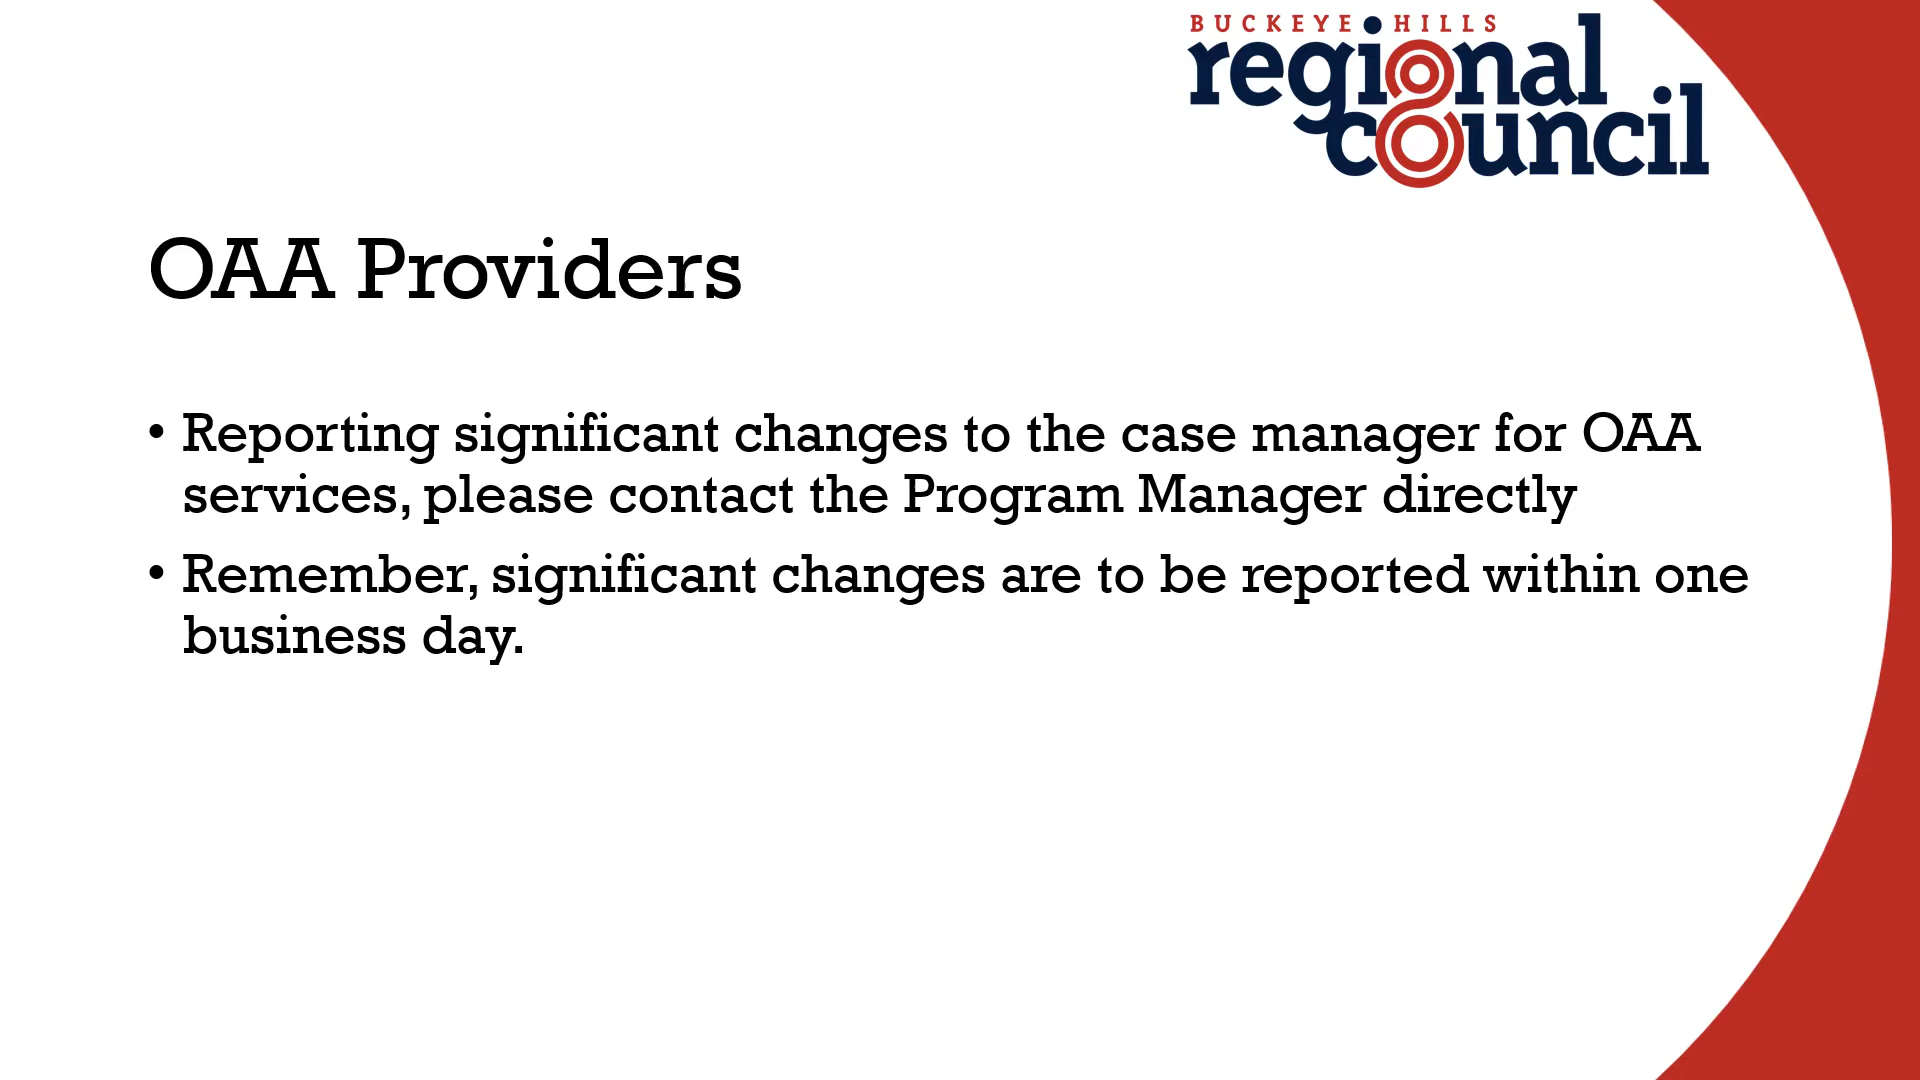 BUCKEYE HILLS
regional
council
OAA Providers
• Reporting significant changes to the case manager for OAA
services, please contact the Program Manager directly
• Remember, significant changes are to be reported within one
business day.